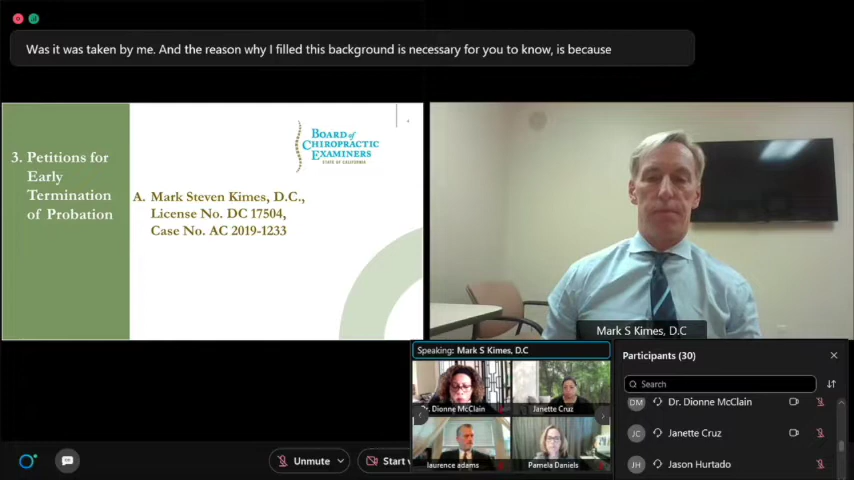 Was it was taken by me. And the reason why I filled this background is necessary for you to know, is because
3. Petitions for
Early
Termination
of Probation
BOARD of
CHIROPRACTIC
EXAMINERS
STATE OF CALIFORNIA
A. Mark Steven Kimes, D.C.,
License No. DC 17504,
Case No. AC 2019-1233
Mark S Kimes, D.C
Speaking: Mark S Kimes, D.C
Dr. Dionne McClain
Janette Cruz
laurence adams
Pamela Daniels
Participants (30)
Search
DM Dr. Dionne McClain
JC Janette Cruz
JH Jason Hurtado
Unmute
Start